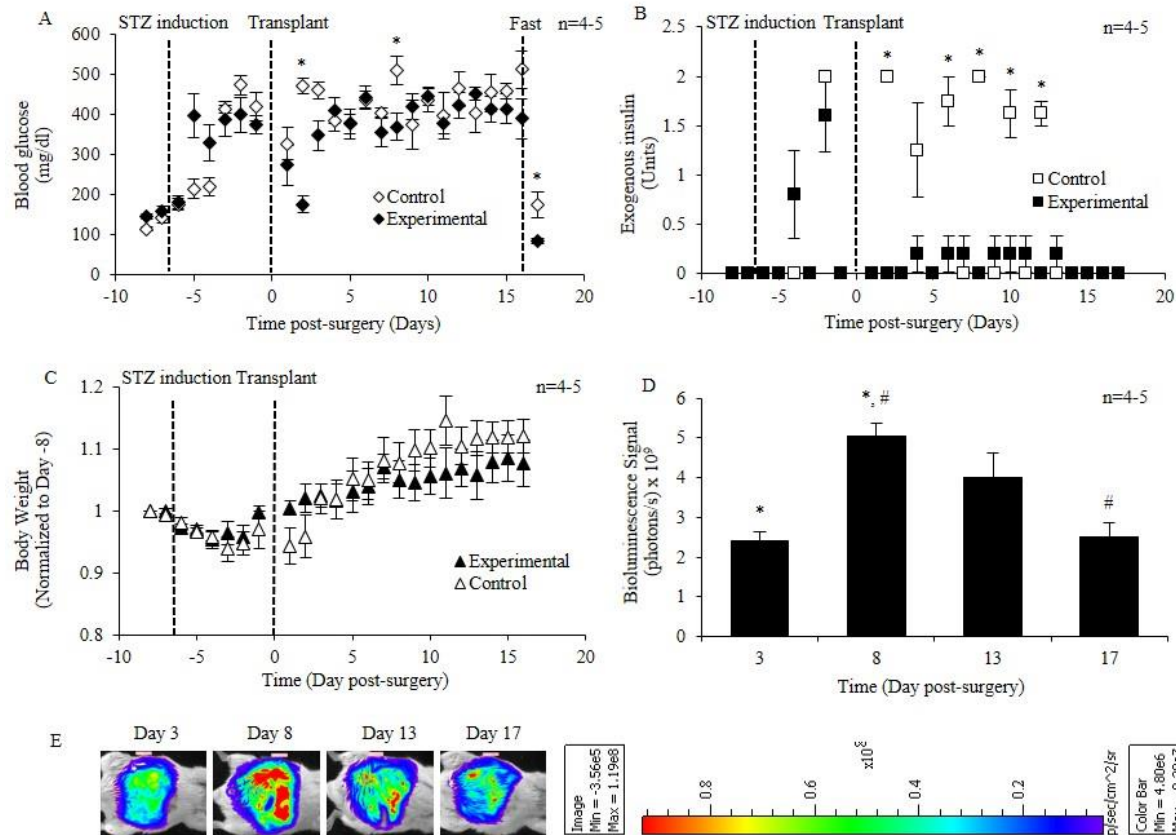 A
STZ induction Transplant Fast n=4-5
600
500
400
300
200
100
0
Blood glucose
(mg/dl)
* * *
Control
Experimental
-10 -5 0 5 10 15 20
Time post-surgery (Days)
B
STZ induction Transplant n=4-5
2.5
2
1.5
1
0.5
0
Exogenous insulin
(Units)
* * * * *
Control
Experimental
-10 -5 0 5 10 15 20
Time post-surgery (Days)
C
STZ induction Transplant n=4-5
1.2
1.1
1
0.9
0.8
Body Weight
(Normalized to Day -8)
Experimental
Control
-10 -5 0 5 10 15 20
Time (Day post-surgery)
D
n=4-5
6
5
4
3
2
1
0
Bioluminescence Signal
(photons/s) x 10⁹
* *, # #
3 8 13 17
Time (Day post-surgery)
E
Day 3 Day 8 Day 13 Day 17
Image
Min = -3.56e5
Max = 1.19e8
x10⁸
0.8 0.6 0.4 0.2
p/sec/cm^2/sr
Color Bar
Min = 4.80e6